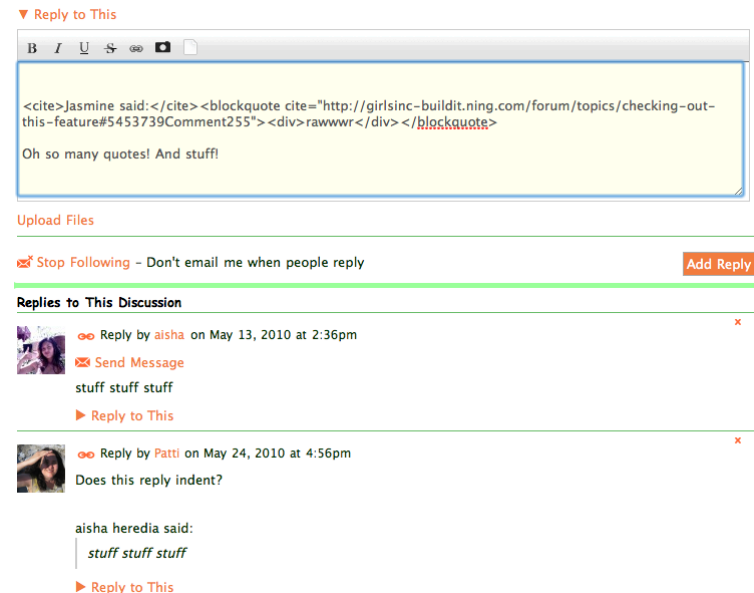 ▼ Reply to This
B I U S
<cite>Jasmine said:</cite><blockquote cite="http://girlsinc-buildit.ning.com/forum/topics/checking-out-
this-feature#5453739Comment255"><div>rawwwr</div></blockquote>
Oh so many quotes! And stuff!
Upload Files
Stop Following – Don't email me when people reply
Add Reply
Replies to This Discussion
x
Reply by aisha on May 13, 2010 at 2:36pm
Send Message
stuff stuff stuff
▶ Reply to This
x
Reply by Patti on May 24, 2010 at 4:56pm
Does this reply indent?
aisha heredia said:
stuff stuff stuff
▶ Reply to This